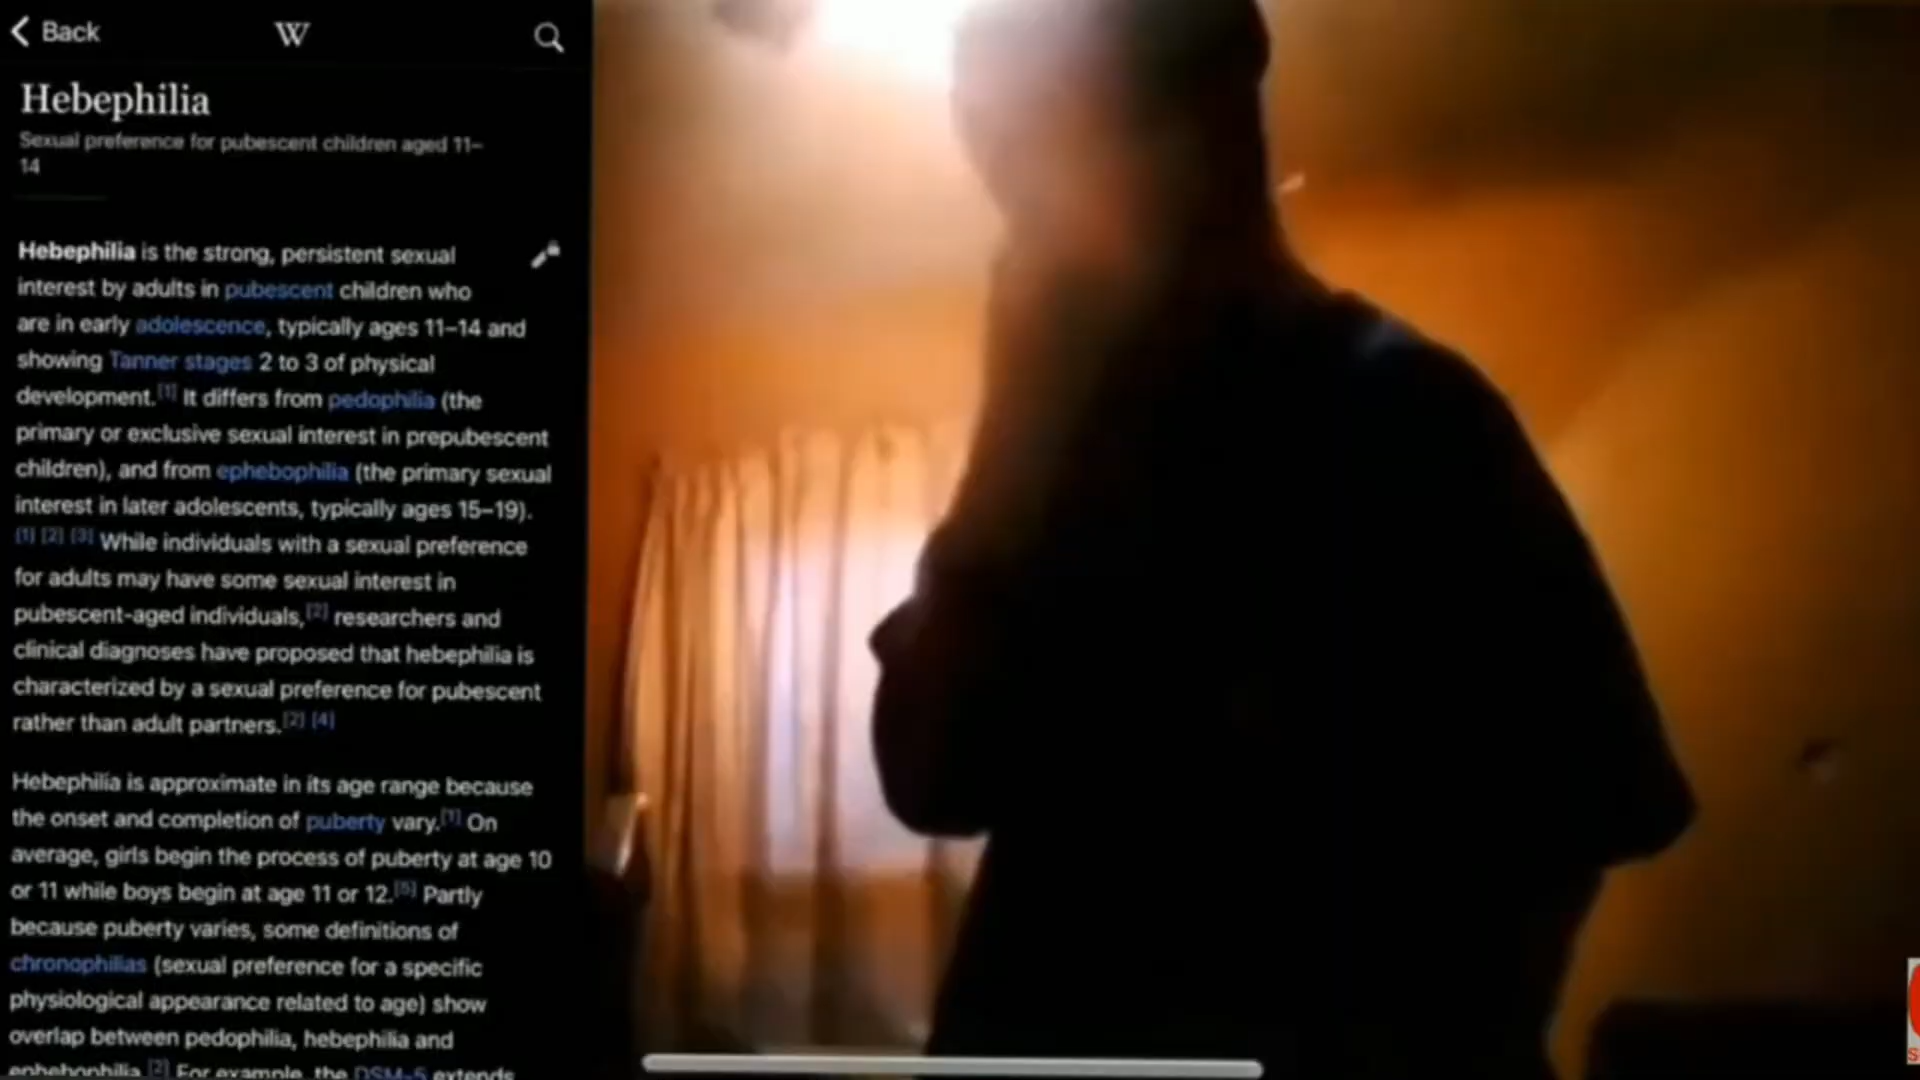 Back
W
Hebephilia
Sexual preference for pubescent children aged 11–
14
Hebephilia is the strong, persistent sexual
interest by adults in pubescent children who
are in early adolescence, typically ages 11–14 and
showing Tanner stages 2 to 3 of physical
development.[1] It differs from pedophilia (the
primary or exclusive sexual interest in prepubescent
children), and from ephebophilia (the primary sexual
interest in later adolescents, typically ages 15–19).
[1] [2] [3] While individuals with a sexual preference
for adults may have some sexual interest in
pubescent-aged individuals,[2] researchers and
clinical diagnoses have proposed that hebephilia is
characterized by a sexual preference for pubescent
rather than adult partners.[2] [4]
Hebephilia is approximate in its age range because
the onset and completion of puberty vary.[1] On
average, girls begin the process of puberty at age 10
or 11 while boys begin at age 11 or 12.[5] Partly
because puberty varies, some definitions of
chronophilias (sexual preference for a specific
physiological appearance related to age) show
overlap between pedophilia, hebephilia and
ephebophilia.[2] For example, the DSM-5 extends